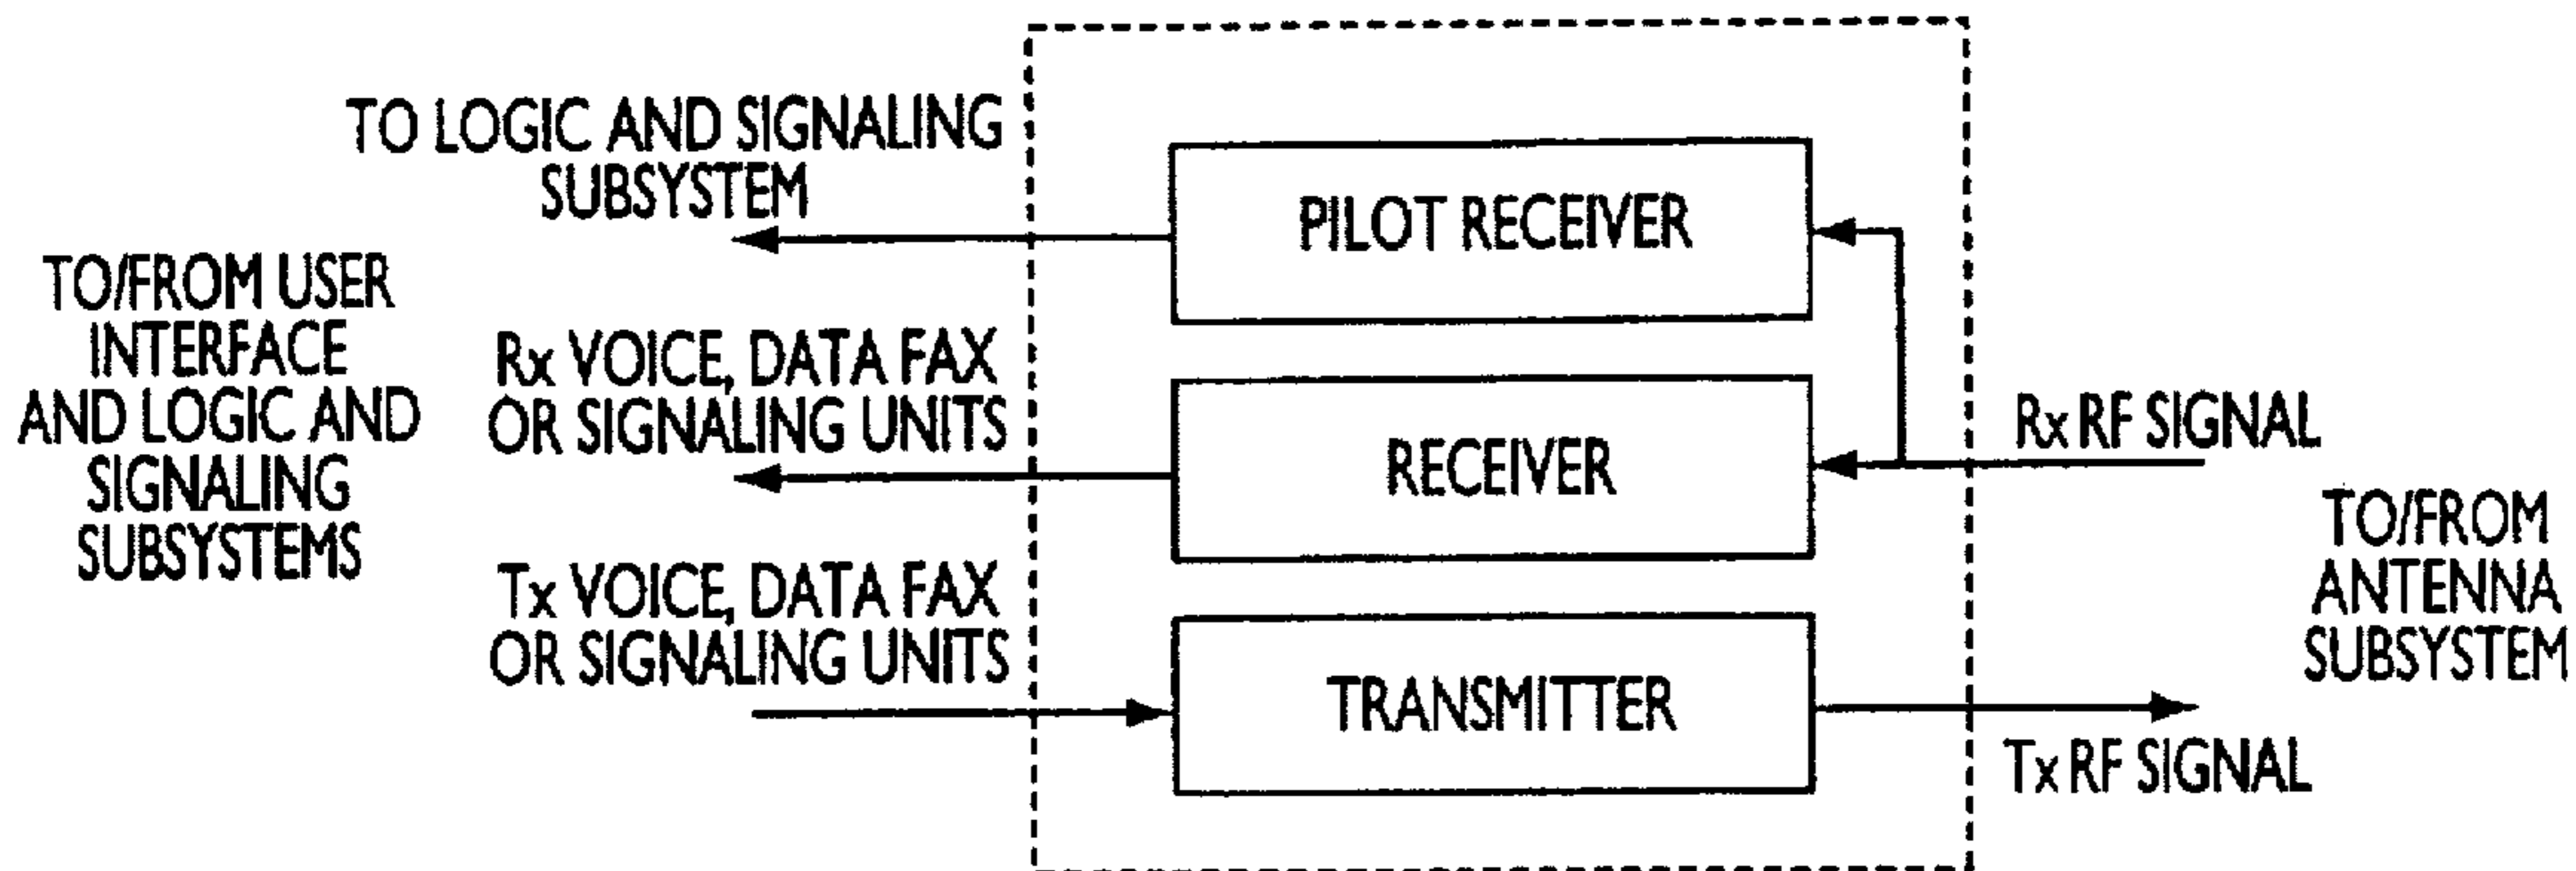 TO LOGIC AND SIGNALING
SUBSYSTEM
PILOT RECEIVER
TO/FROM USER
INTERFACE
AND LOGIC AND
SIGNALING
SUBSYSTEMS
Rx VOICE, DATA FAX
OR SIGNALING UNITS
RECEIVER
Rx RF SIGNAL
TO/FROM
ANTENNA
SUBSYSTEM
Tx VOICE, DATA FAX
OR SIGNALING UNITS
TRANSMITTER
Tx RF SIGNAL